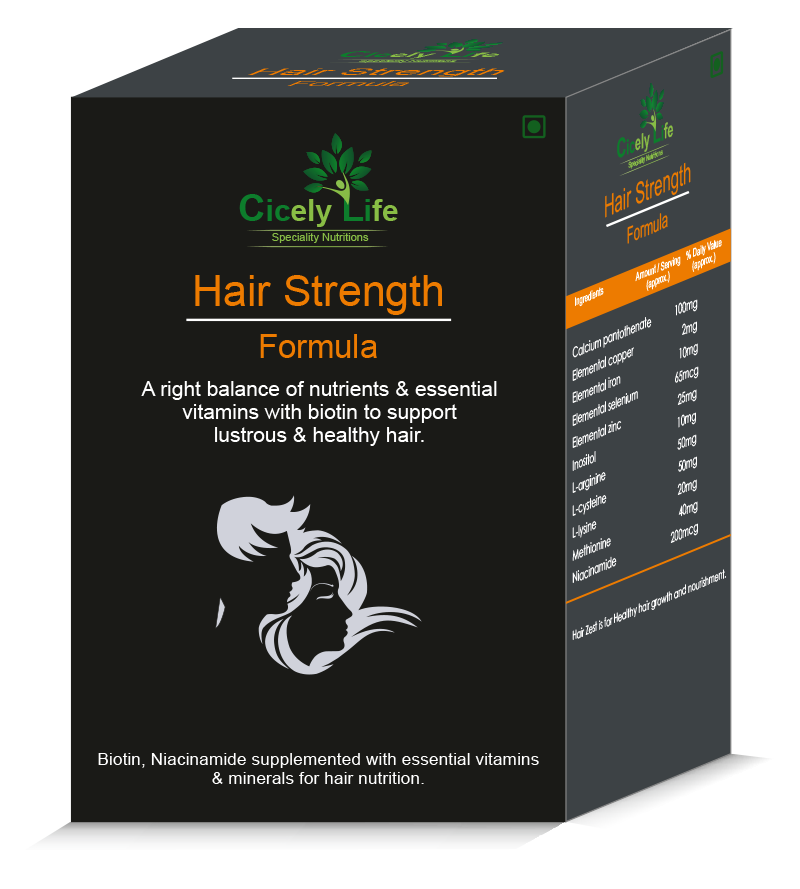 Cicely Life
Speciality Nutritions
Hair Strength
Formula
Cicely Life
Speciality Nutritions
Hair Strength
Formula
A right balance of nutrients & essential
vitamins with biotin to support
lustrous & healthy hair.
Biotin, Niacinamide supplemented with essential vitamins
& minerals for hair nutrition.
Cicely Life
Speciality Nutritions
Hair Strength
Formula
Ingredients Amount / Serving (approx.) % Daily Value (approx.)
Calcium pantothenate 100mg
Elemental copper 2mg
Elemental iron 10mg
Elemental selenium 65mcg
Elemental zinc 25mg
Inositol 10mg
L-arginine 50mg
L-cysteine 50mg
L-lysine 20mg
Methionine 40mg
Niacinamide 200mcg
Hair Zest is for Healthy hair growth and nourishment.